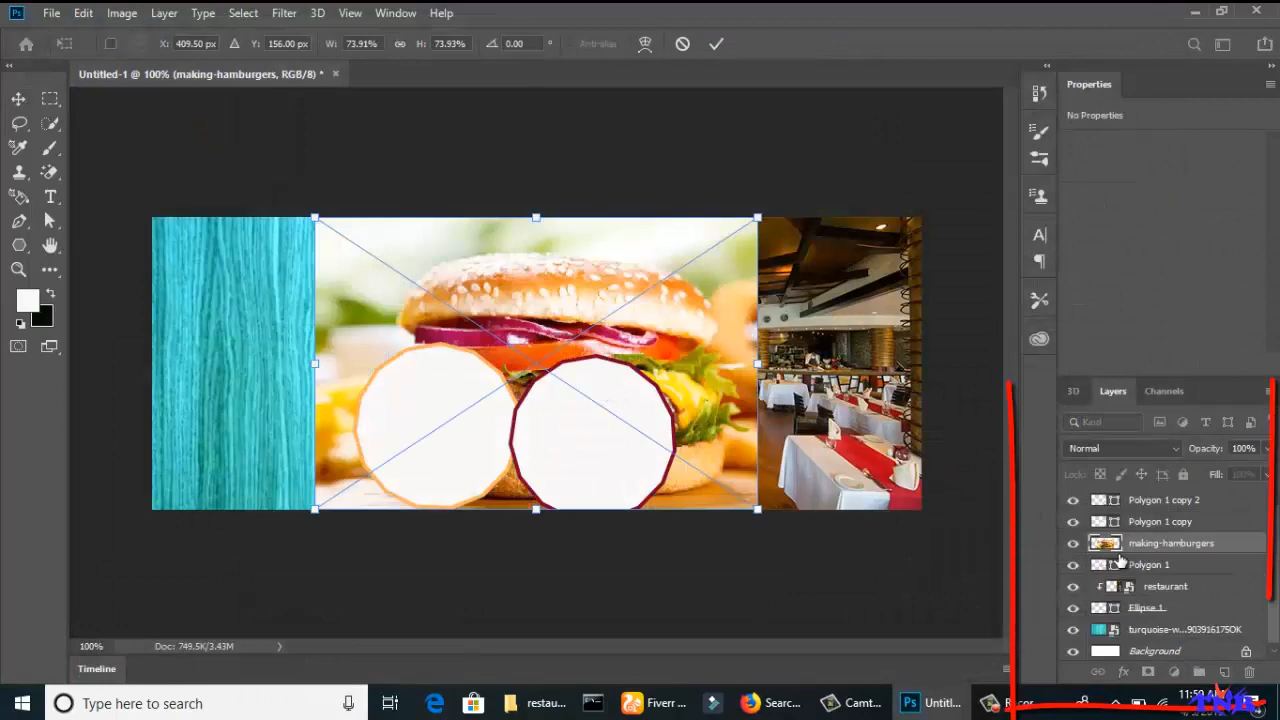 Ps File Edit Image Layer Type Select Filter 3D View Window Help
X: 409.50 px Y: 156.00 px W: 73.91% H: 73.93% 0.00 ° Anti-alias
Untitled-1 @ 100% (making-hamburgers, RGB/8) *
Properties
No Properties
3D Layers Channels
Kind
Normal Opacity: 100%
Lock: Fill: 100%
Polygon 1 copy 2
Polygon 1 copy
making-hamburgers
Polygon 1
restaurant
Ellipse 1
turquoise-w...903916175OK
Background
100% Doc: 749.5K/3.43M
Timeline
Type here to search restau... Fiverr ... Searc... Camt... Ps Untitl...
TNG